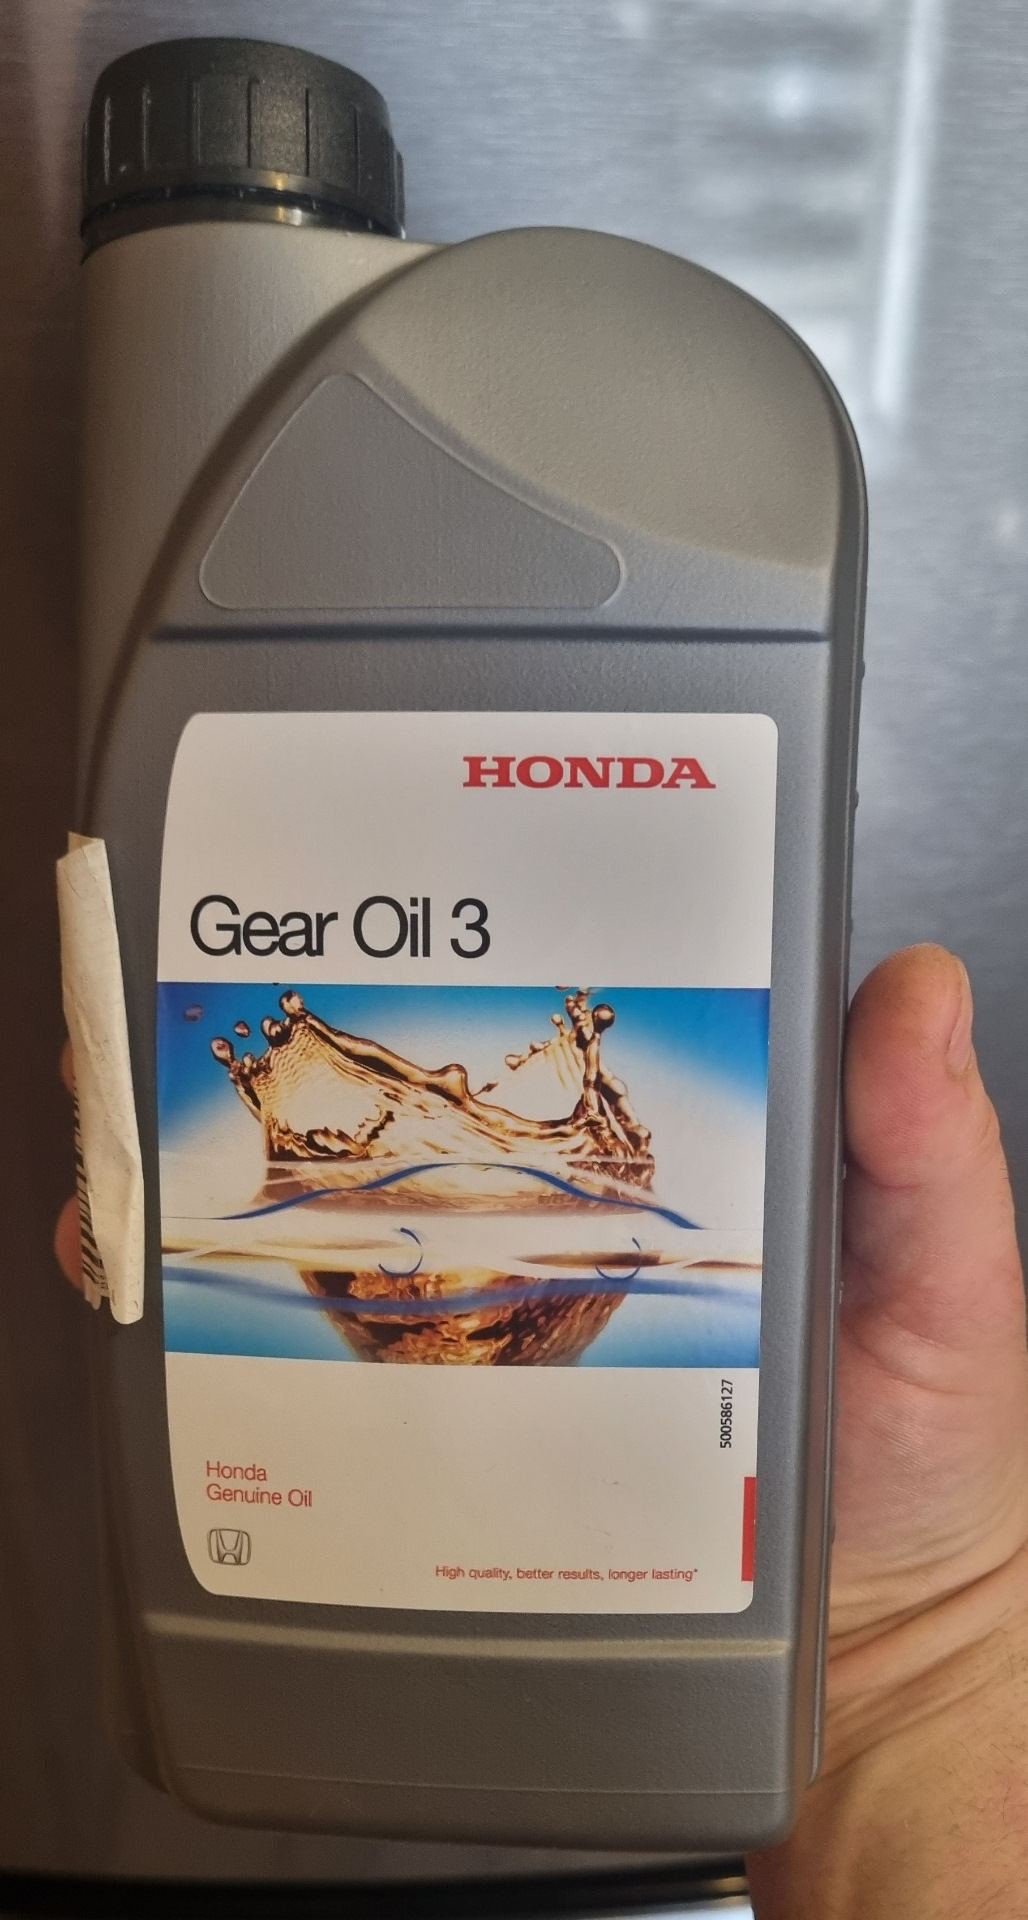 HONDA
Gear Oil 3
500586127
Honda
Genuine Oil
High quality, better results, longer lasting*